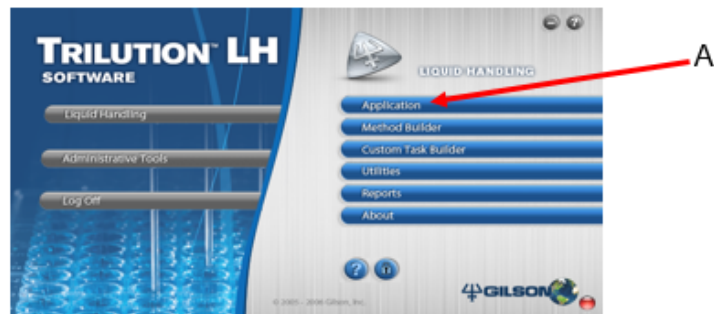 TRILUTION™ LH
SOFTWARE
Liquid Handling
Administrative Tools
Log Off
LIQUID HANDLING
Application
Method Builder
Custom Task Builder
Utilities
Reports
About
© 2005 - 2006 Gilson, Inc.
GILSON
A